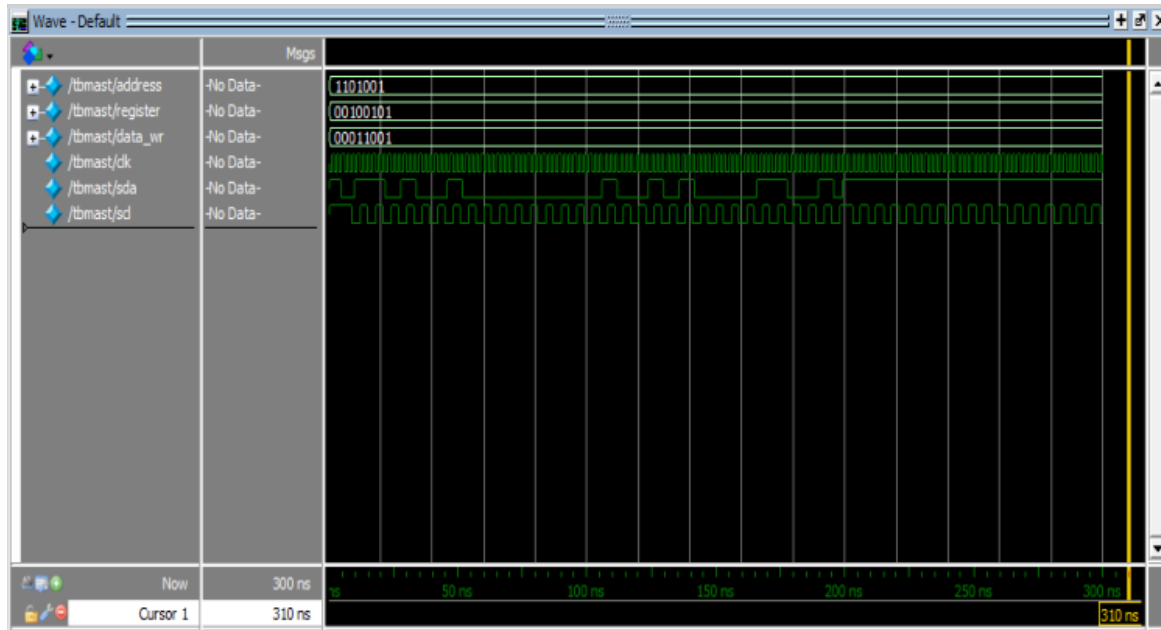 Wave - Default
Msgs
/tbmast/address -No Data- 1101001
/tbmast/register -No Data- 00100101
/tbmast/data_wr -No Data- 00011001
/tbmast/clk -No Data-
/tbmast/sda -No Data-
/tbmast/scl -No Data-
Now 300 ns ns 50 ns 100 ns 150 ns 200 ns 250 ns 300 ns
Cursor 1 310 ns 310 ns